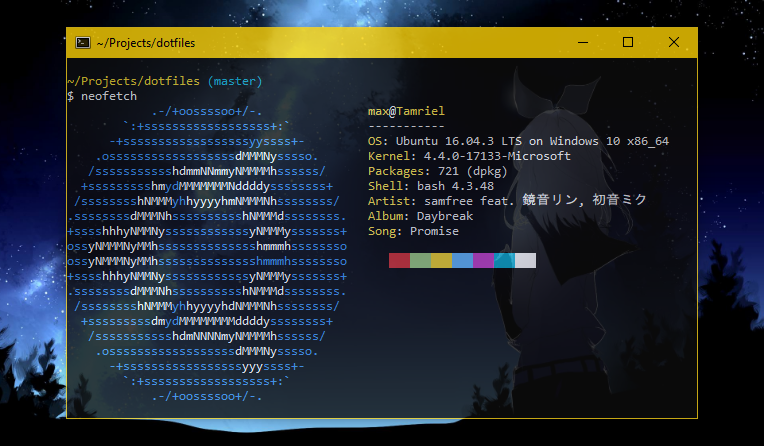 ~/Projects/dotfiles
~/Projects/dotfiles (master)
$ neofetch
.-/+oossssoo+/-.
`:+ssssssssssssssssss+:`
-+ssssssssssssssssssyyssss+-
.ossssssssssssssssssdMMMNysssso.
/ssssssssssshdmmNNmmyNMMMMhssssss/
+ssssssssshmydMMMMMMMNddddyssssssss+
/sssssssshNMMMyhhyyyyhmNMMMNhssssssss/
.ssssssssdMMMNhsssssssssshNMMMdssssssss.
+sssshhhyNMMNyssssssssssssyNMMMysssssss+
ossyNMMMNyMMhsssssssssssssshmmmhssssssso
ossyNMMMNyMMhsssssssssssssshmmmhssssssso
+sssshhhyNMMNyssssssssssssyNMMMysssssss+
.ssssssssdMMMNhsssssssssshNMMMdssssssss.
/sssssssshNMMMyhhyyyyhdNMMMNhssssssss/
+sssssssssdmydMMMMMMMMddddyssssssss+
/ssssssssssshdmNNNNmyNMMMMhssssss/
.ossssssssssssssssssdMMMNysssso.
-+sssssssssssssssssyyyssss+-
`:+ssssssssssssssssss+:`
.-/+oossssoo+/-.
max@Tamriel
-----------
OS: Ubuntu 16.04.3 LTS on Windows 10 x86_64
Kernel: 4.4.0-17133-Microsoft
Packages: 721 (dpkg)
Shell: bash 4.3.48
Artist: samfree feat. 鏡音リン, 初音ミク
Album: Daybreak
Song: Promise